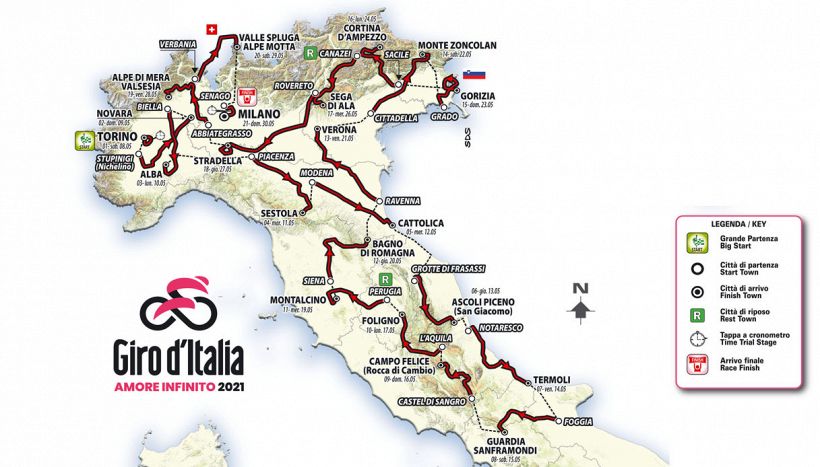 16- lun. 24.05
CORTINA
D'AMPEZZO
VALLE SPLUGA
ALPE MOTTA
20- sab. 29.05
VERBANIA
R
CANAZEI
SACILE
MONTE ZONCOLAN
14- sab. 22.05
ALPE DI MERA
VALSESIA
19- ven. 28.05
ROVERETO
GORIZIA
15- dom. 23.05
BIELLA
SENAGO
FINISH
MILANO
21- dom. 30.05
SEGA
DI ALA
17- mer. 26.05
GRADO
NOVARA
02- dom. 09.05
CITTADELLA
ABBIATEGRASSO
VERONA
13- ven. 21.05
START
TORINO
01- sab. 08.05
SDS
STUPINIGI
(Nichelino)
STRADELLA
18- gio. 27.05
PIACENZA
ALBA
03- lun. 10.05
MODENA
RAVENNA
SESTOLA
04- mar. 11.05
CATTOLICA
05- mer. 12.05
BAGNO
DI ROMAGNA
12- gio. 20.05
GROTTE DI FRASASSI
SIENA
R
PERUGIA
06- gio. 13.05
MONTALCINO
11- mer. 19.05
ASCOLI PICENO
(San Giacomo)
FOLIGNO
10- lun. 17.05
NOTARESCO
L'AQUILA
CAMPO FELICE
(Rocca di Cambio)
09- dom. 16.05
TERMOLI
07- ven. 14.05
CASTEL DI SANGRO
FOGGIA
GUARDIA
SANFRAMONDI
08- sab. 15.05
Giro d'Italia
AMORE INFINITO 2021
N
LEGENDA / KEY
START
Grande Partenza
Big Start
Città di partenza
Start Town
Città di arrivo
Finish Town
R
Città di riposo
Rest Town
Tappa a cronometro
Time Trial Stage
FINISH
Arrivo finale
Race Finish